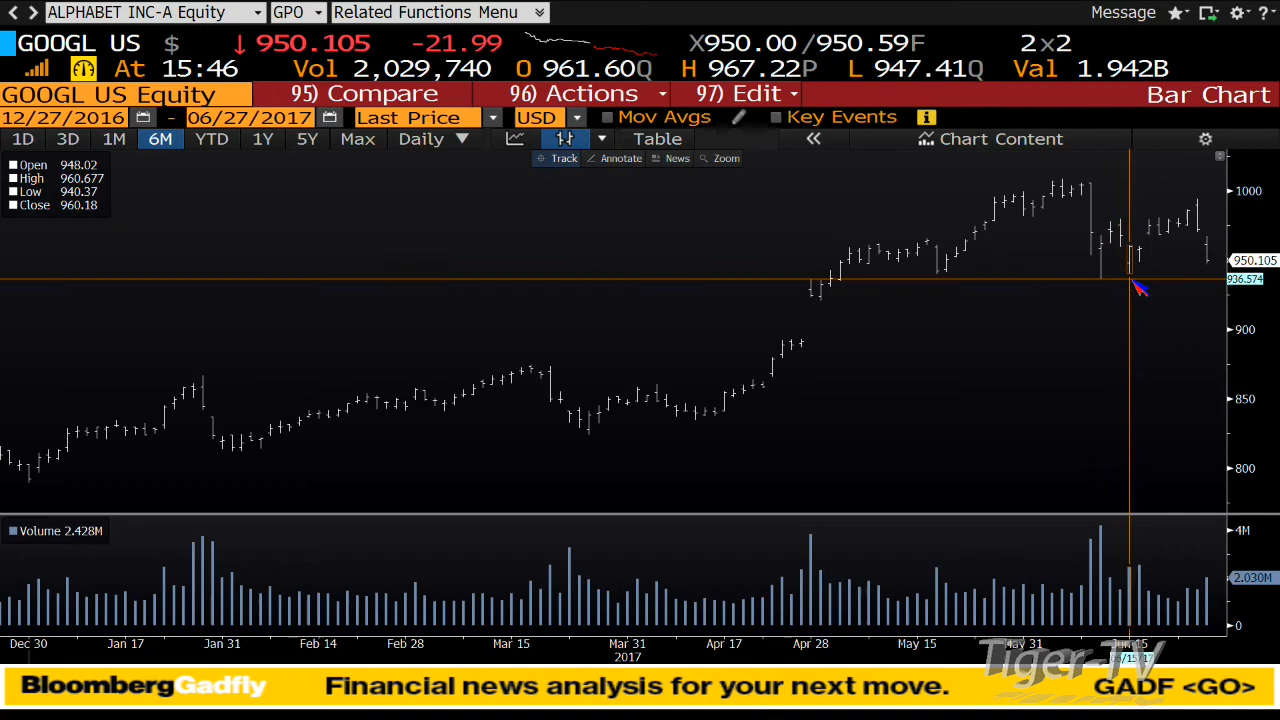 ALPHABET INC-A Equity GPO Related Functions Menu Message ?
GOOGL US $ ↓950.105 -21.99 X950.00 /950.59F 2x2
At 15:46 Vol 2,029,740 O 961.60Q H 967.22P L 947.41Q Val 1.942B
GOOGL US Equity 95) Compare 96) Actions 97) Edit Bar Chart
12/27/2016 - 06/27/2017 Last Price USD Mov Avgs Key Events i
1D 3D 1M 6M YTD 1Y 5Y Max Daily Table « Chart Content
Track Annotate News Zoom
Open 948.02
High 960.677
Low 940.37
Close 960.18
1000
950.105
936.574
900
850
800
Volume 2.428M
4M
2.030M
0
Dec 30 Jan 17 Jan 31 Feb 14 Feb 28 Mar 15 Mar 31 Apr 17 Apr 28 May 15 May 31 Jun 15
2017
Tiger-TV
BloombergGadfly Financial news analysis for your next move. GADF <GO>